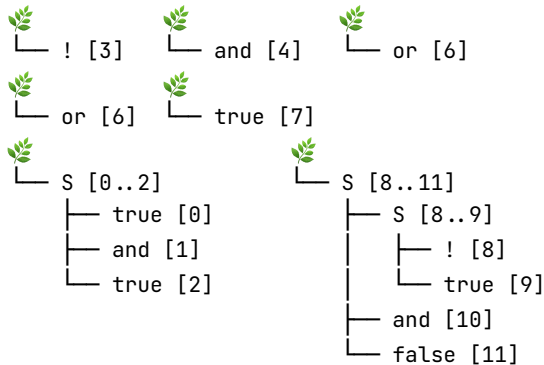 ! [3] and [4] or [6]
or [6] true [7]
S [0..2] S [8..11]
true [0] S [8..9]
and [1] ! [8]
true [2] true [9]
and [10]
false [11]